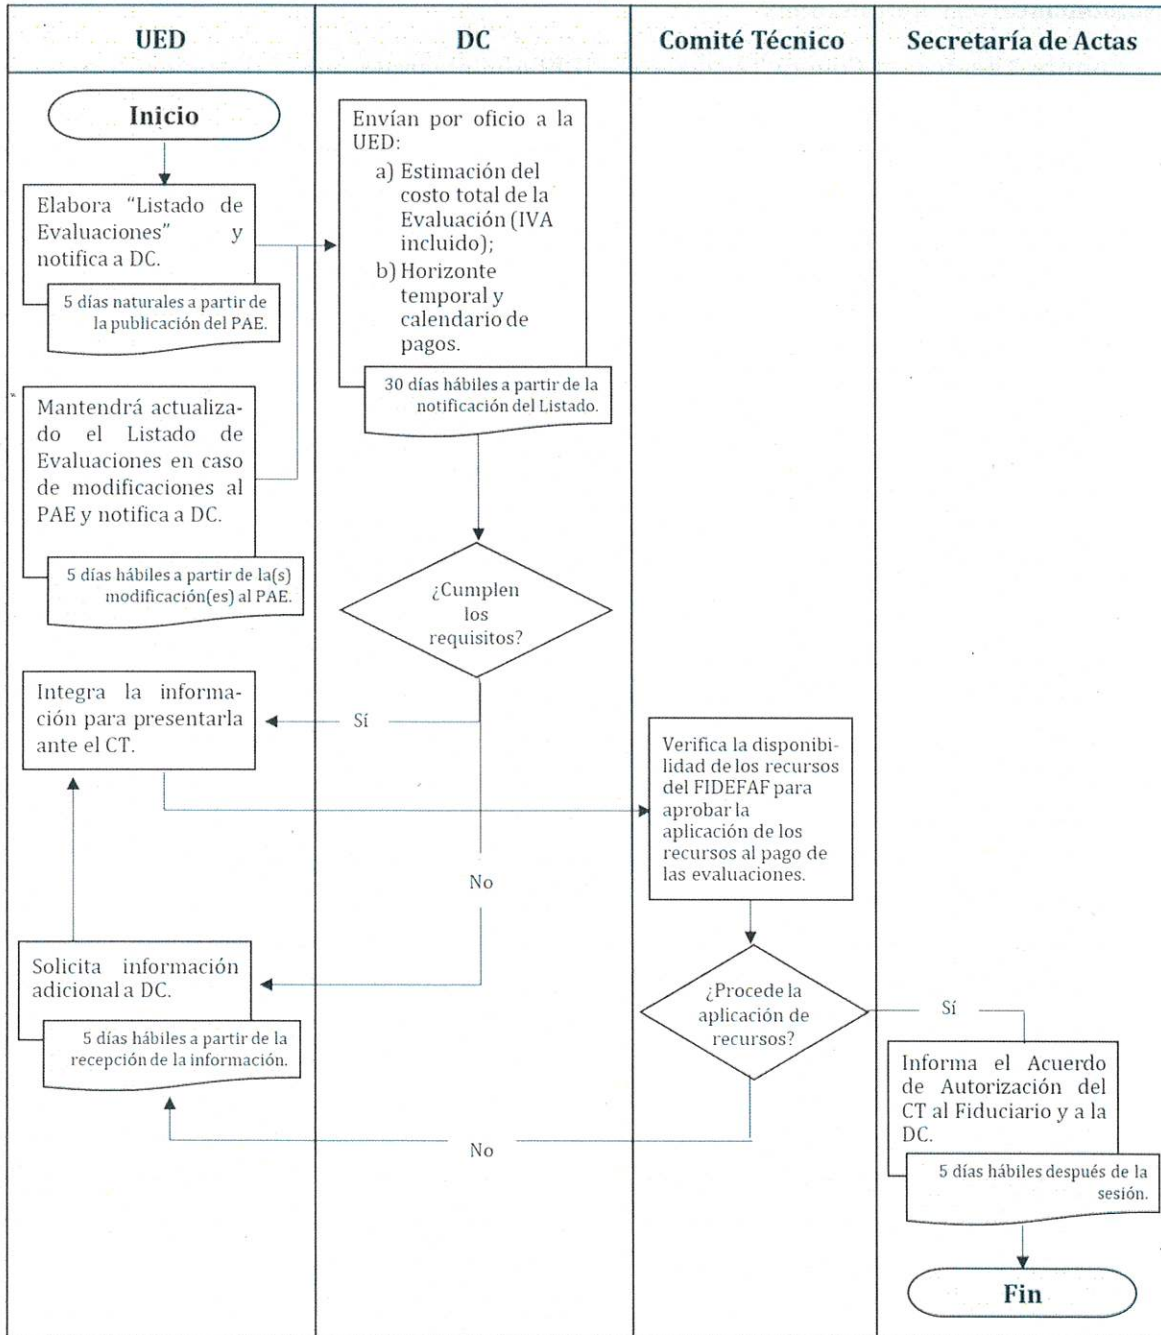 UED
DC
Comité Técnico
Secretaría de Actas
Inicio
Elabora “Listado de
Evaluaciones” y
notifica a DC.
5 días naturales a partir de
la publicación del PAE.
Mantendrá actualiza-
do el Listado de
Evaluaciones en caso
de modificaciones al
PAE y notifica a DC.
5 días hábiles a partir de la(s)
modificación(es) al PAE.
Integra la informa-
ción para presentarla
ante el CT.
Solicita información
adicional a DC.
5 días hábiles a partir de la
recepción de la información.
Envían por oficio a la
UED:
a) Estimación del
costo total de la
Evaluación (IVA
incluido);
b) Horizonte
temporal y
calendario de
pagos.
30 días hábiles a partir de la
notificación del Listado.
¿Cumplen
los
requisitos?
Sí
No
No
Verifica la disponibi-
lidad de los recursos
del FIDEFAF para
aprobar la
aplicación de los
recursos al pago de
las evaluaciones.
¿Procede la
aplicación de
recursos?
Sí
Informa el Acuerdo
de Autorización del
CT al Fiduciario y a la
DC.
5 días hábiles después de la
sesión.
Fin